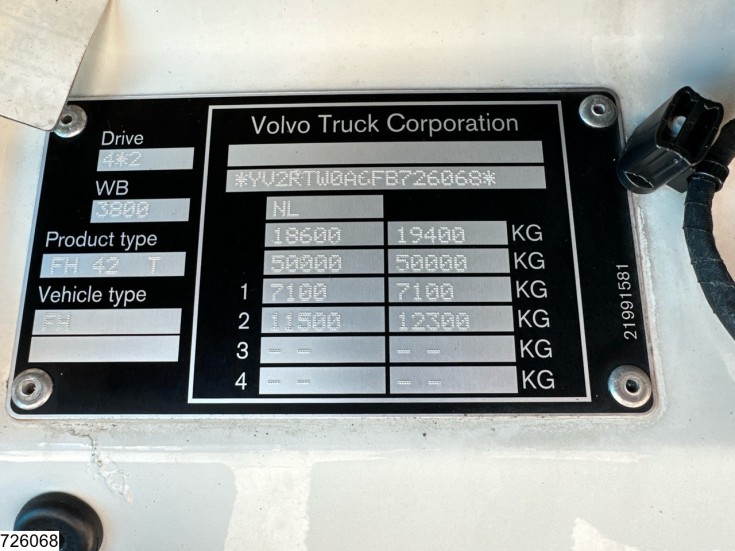 Drive
4*2
WB
3800
Product type
FH 42 T
Vehicle type
Volvo Truck Corporation
*YV2RTW0A6FB726068*
NL
18600 19400 KG
50000 50000 KG
1 7100 7100 KG
2 11500 12300 KG
3 -- -- KG
4 -- -- KG
21991581
726068